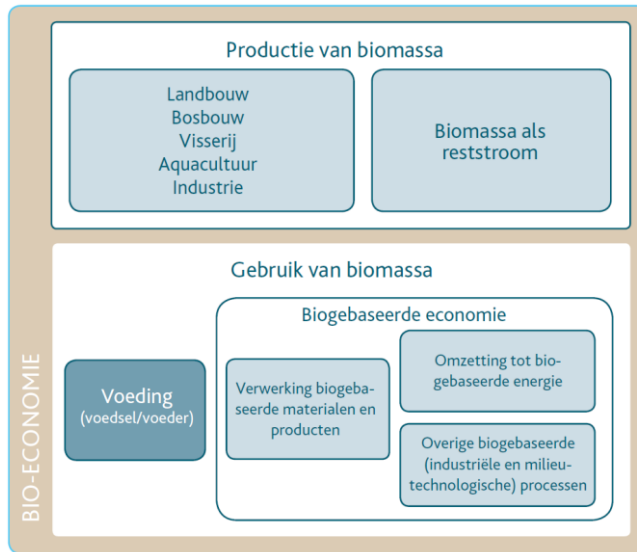 Productie van biomassa
Landbouw
Bosbouw
Visserij
Aquacultuur
Industrie
Biomassa als
reststroom
Gebruik van biomassa
Biogebaseerde economie
Voeding
(voedsel/voeder)
Verwerking biogeba-
seerde materialen en
producten
Omzetting tot bio-
gebaseerde energie
Overige biogebaseerde
(industriële en milieu-
technologische) processen
BIO-ECONOMIE